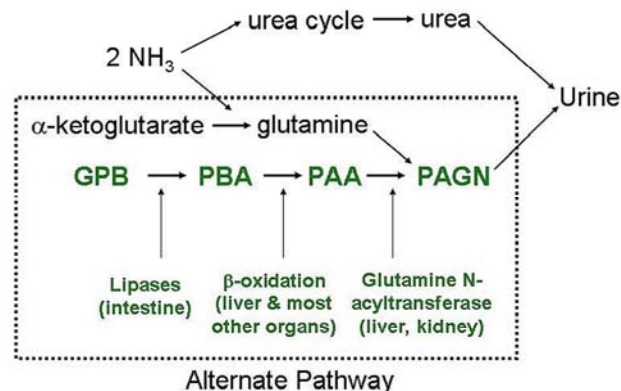 urea cycle → urea
2 NH₃
Urine
α-ketoglutarate → glutamine
GPB → PBA → PAA → PAGN
Lipases
(intestine)
β-oxidation
(liver & most
other organs)
Glutamine N-
acyltransferase
(liver, kidney)
Alternate Pathway